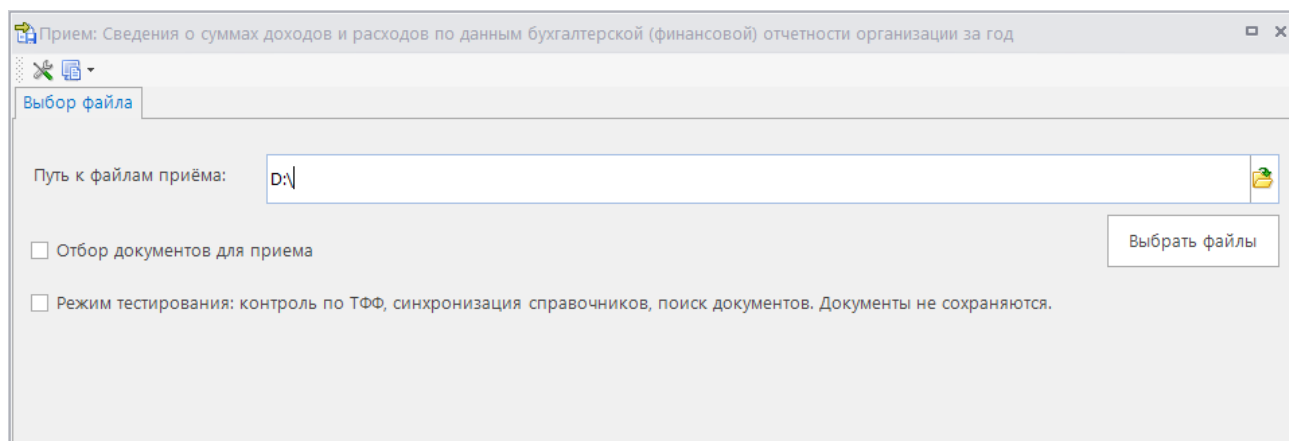 Прием: Сведения о суммах доходов и расходов по данным бухгалтерской (финансовой) отчетности организации за год
Выбор файла
Путь к файлам приёма:
D:\
Выбрать файлы
Отбор документов для приема
Режим тестирования: контроль по ТФФ, синхронизация справочников, поиск документов. Документы не сохраняются.